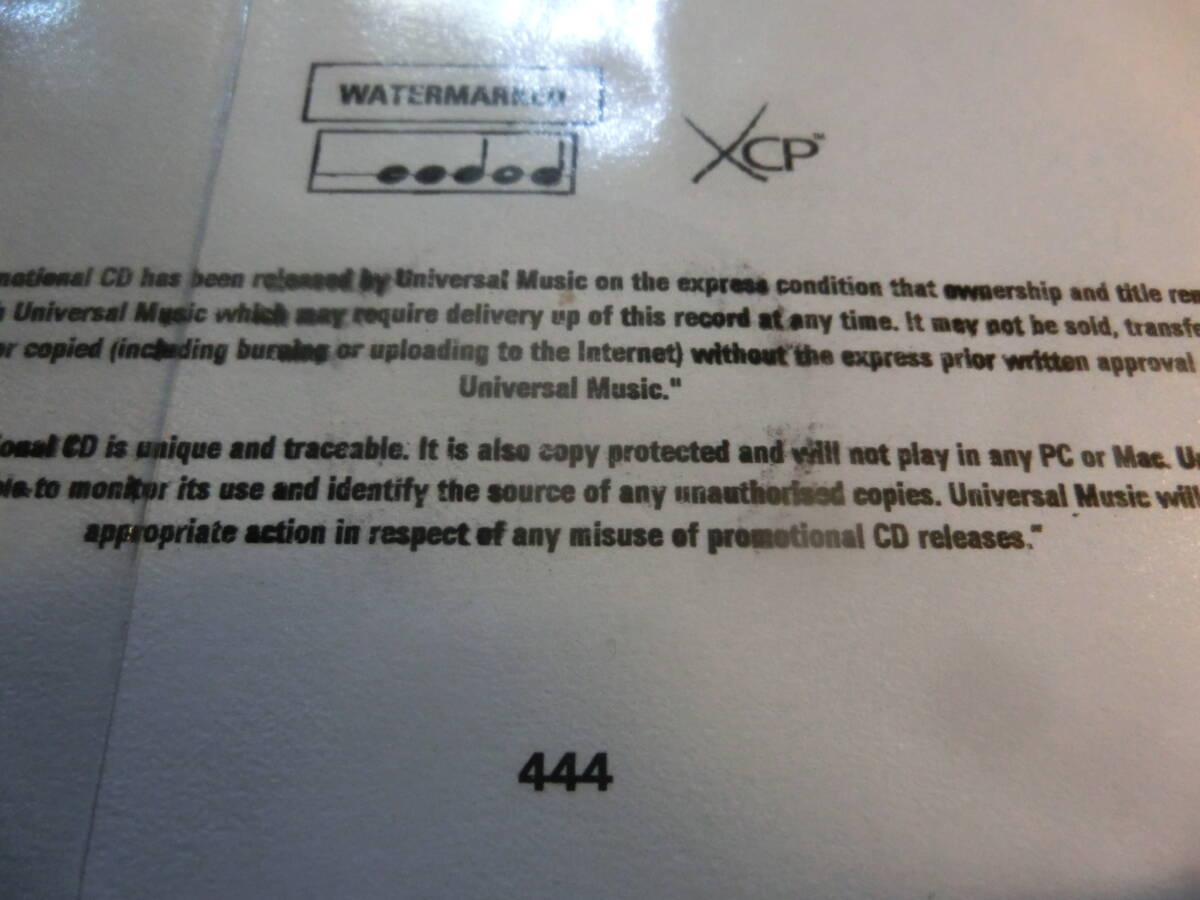 WATERMARKED
XCP™
motional CD has been released by Universal Music on the express condition that ownership and title
Universal Music which may require delivery up of this record at any time. It may not be sold,
or copied (including burning or uploading to the Internet) without the express prior written approval
Universal Music."
ional CD is unique and traceable. It is also copy protected and will not play in any PC or Mac.
to monitor its use and identify the source of any unauthorised copies. Universal Music will
appropriate action in respect of any misuse of promotional CD releases."
444